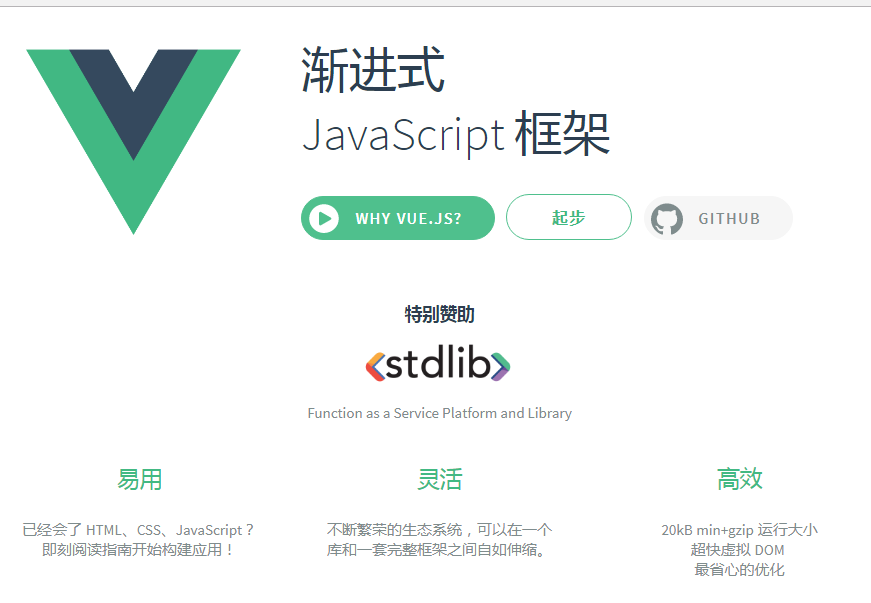 渐进式
JavaScript 框架
WHY VUE.JS?
起步
GITHUB
特别赞助
<stdlib>
Function as a Service Platform and Library
易用
已经会了 HTML、CSS、JavaScript？
即刻阅读指南开始构建应用！
灵活
不断繁荣的生态系统，可以在一个
库和一套完整框架之间自如伸缩。
高效
20kB min+gzip 运行大小
超快虚拟 DOM
最省心的优化